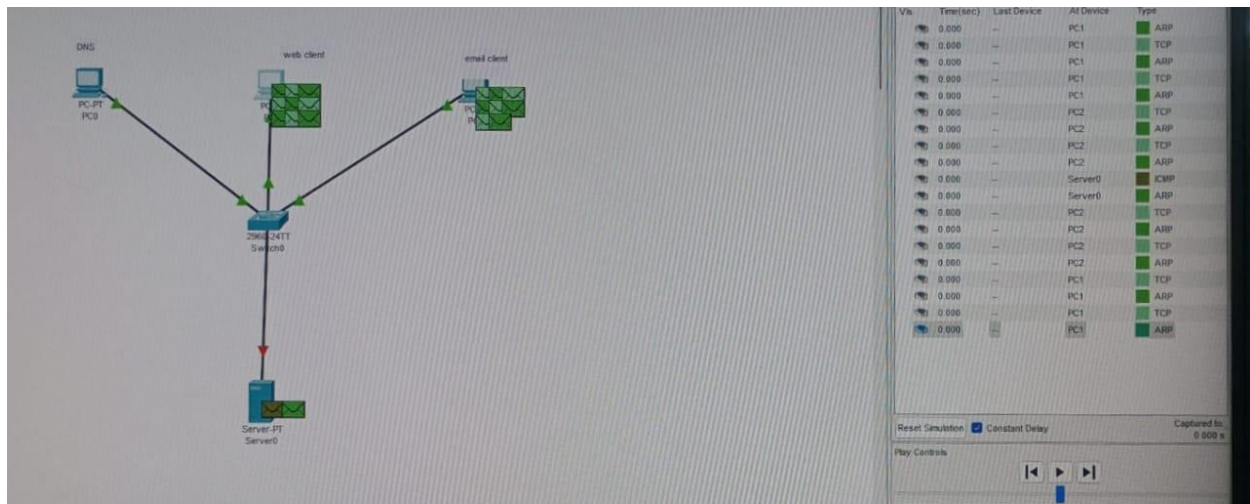 DNS
web client
email client
PC-PT
PC0
2960-24TT
Switch0
Server-PT
Server0
Vis. Time(sec) Last Device At Device Type
0.000 -- PC1 ARP
0.000 -- PC1 TCP
0.000 -- PC1 ARP
0.000 -- PC1 TCP
0.000 -- PC1 ARP
0.000 -- PC2 TCP
0.000 -- PC2 ARP
0.000 -- PC2 TCP
0.000 -- PC2 ARP
0.000 -- Server0 ICMP
0.000 -- Server0 ARP
0.000 -- PC2 TCP
0.000 -- PC2 ARP
0.000 -- PC2 TCP
0.000 -- PC2 ARP
0.000 -- PC1 TCP
0.000 -- PC1 ARP
0.000 -- PC1 TCP
0.000 -- PC1 ARP
Reset Simulation Constant Delay Captured to:
0.000 s
Play Controls